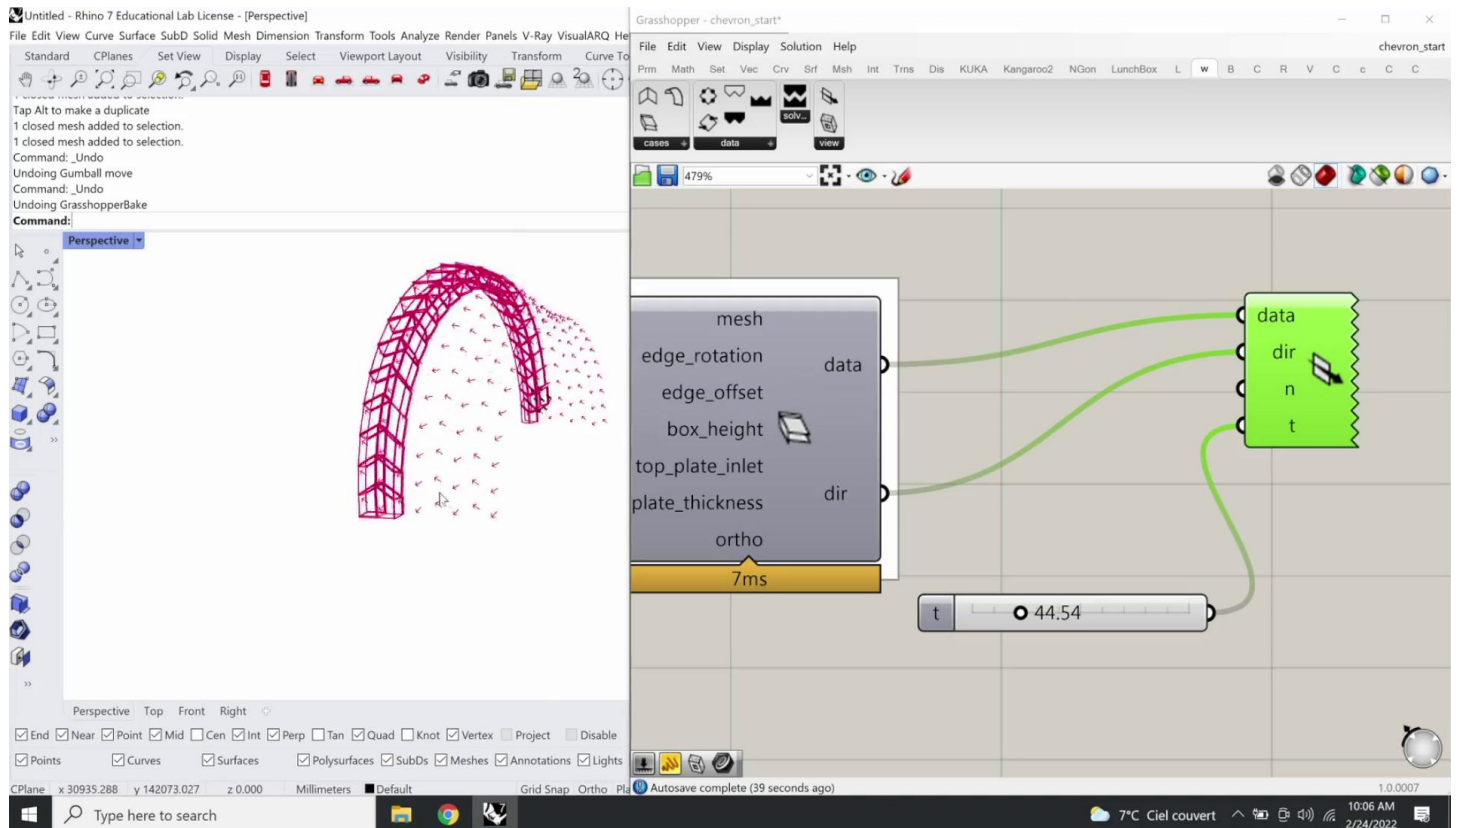 Untitled - Rhino 7 Educational Lab License - [Perspective]
File Edit View Curve Surface SubD Solid Mesh Dimension Transform Tools Analyze Render Panels V-Ray VisualARQ He
Standard CPlanes Set View Display Select Viewport Layout Visibility Transform Curve To
Tap Alt to make a duplicate
1 closed mesh added to selection.
1 closed mesh added to selection.
Command: _Undo
Undoing Gumball move
Command: _Undo
Undoing GrasshopperBake
Command:
Perspective
Perspective Top Front Right
End Near Point Mid Cen Int Perp Tan Quad Knot Vertex Project Disable
Points Curves Surfaces Polysurfaces SubDs Meshes Annotations Lights
CPlane x 30935.288 y 142073.027 z 0.000 Millimeters Default Grid Snap Ortho Pla
Grasshopper - chevron_start*
File Edit View Display Solution Help chevron_start
Prm Math Set Vec Crv Srf Msh Int Trns Dis KUKA Kangaroo2 NGon LunchBox L w B C R V C c C C
solv...
cases data view
479%
mesh
edge_rotation
edge_offset
box_height
top_plate_inlet
plate_thickness
ortho
data
dir
7ms
data
dir
n
t
t 44.54
Autosave complete (39 seconds ago) 1.0.0007
Type here to search
7°C Ciel couvert
10:06 AM
2/24/2022